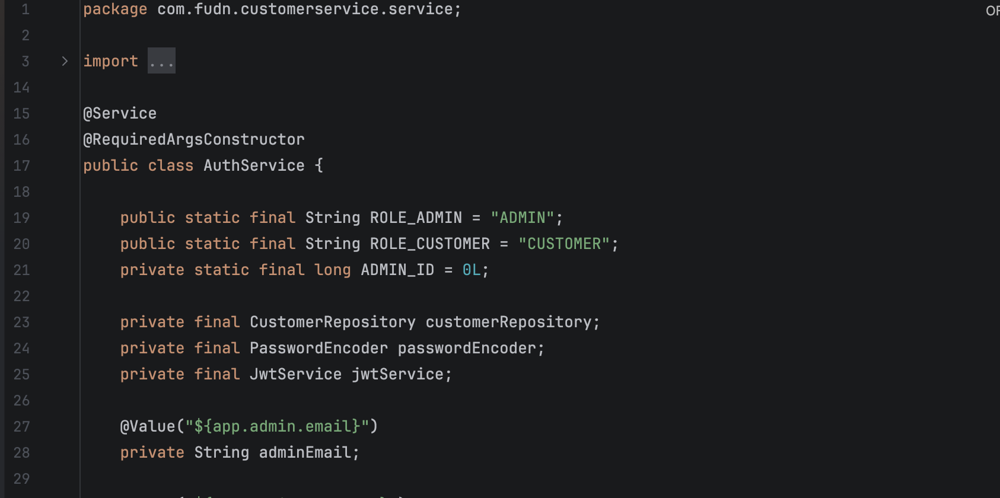 1 package com.fudn.customerservice.service;
2
3 import ...
14
15 @Service
16 @RequiredArgsConstructor
17 public class AuthService {
18
19 public static final String ROLE_ADMIN = "ADMIN";
20 public static final String ROLE_CUSTOMER = "CUSTOMER";
21 private static final long ADMIN_ID = 0L;
22
23 private final CustomerRepository customerRepository;
24 private final PasswordEncoder passwordEncoder;
25 private final JwtService jwtService;
26
27 @Value("${app.admin.email}")
28 private String adminEmail;
29